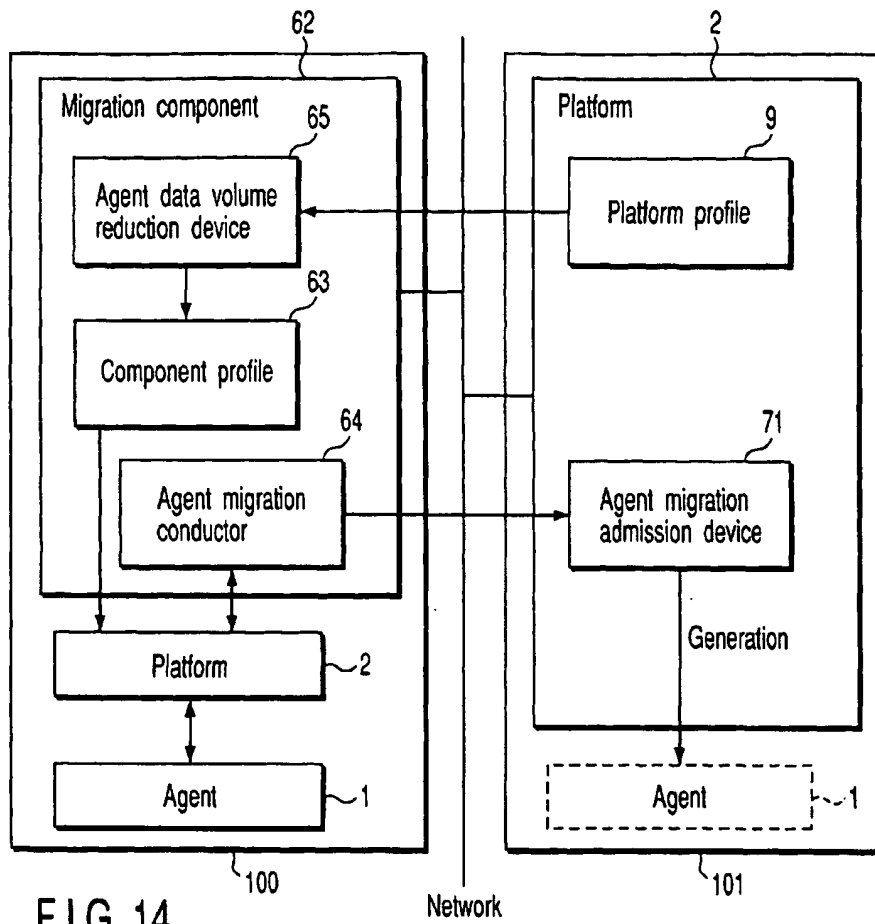 62
2
Migration component
65
Agent data volume
reduction device
63
Component profile
64
Agent migration
conductor
Platform
2
Agent
1
100
Platform
9
Platform profile
71
Agent migration
admission device
Generation
Agent
1
101
Network
FIG. 14